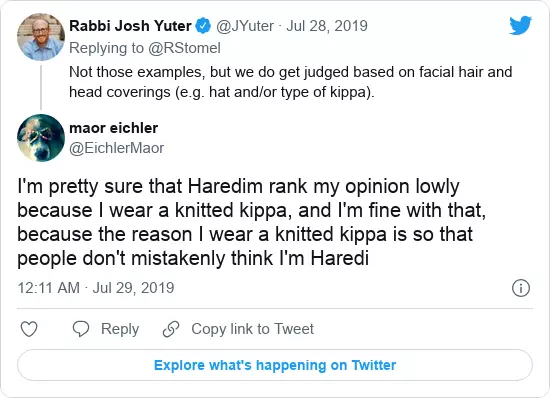 Rabbi Josh Yuter @JYuter · Jul 28, 2019
Replying to @RStomel
Not those examples, but we do get judged based on facial hair and
head coverings (e.g. hat and/or type of kippa).
maor eichler
@EichlerMaor
I'm pretty sure that Haredim rank my opinion lowly
because I wear a knitted kippa, and I'm fine with that,
because the reason I wear a knitted kippa is so that
people don't mistakenly think I'm Haredi
12:11 AM · Jul 29, 2019
Reply Copy link to Tweet
Explore what's happening on Twitter